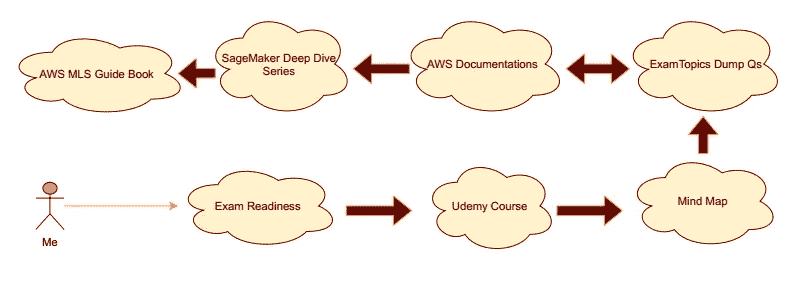 AWS MLS Guide Book
SageMaker Deep Dive
Series
AWS Documentations
ExamTopics Dump Qs
Me
Exam Readiness
Udemy Course
Mind Map